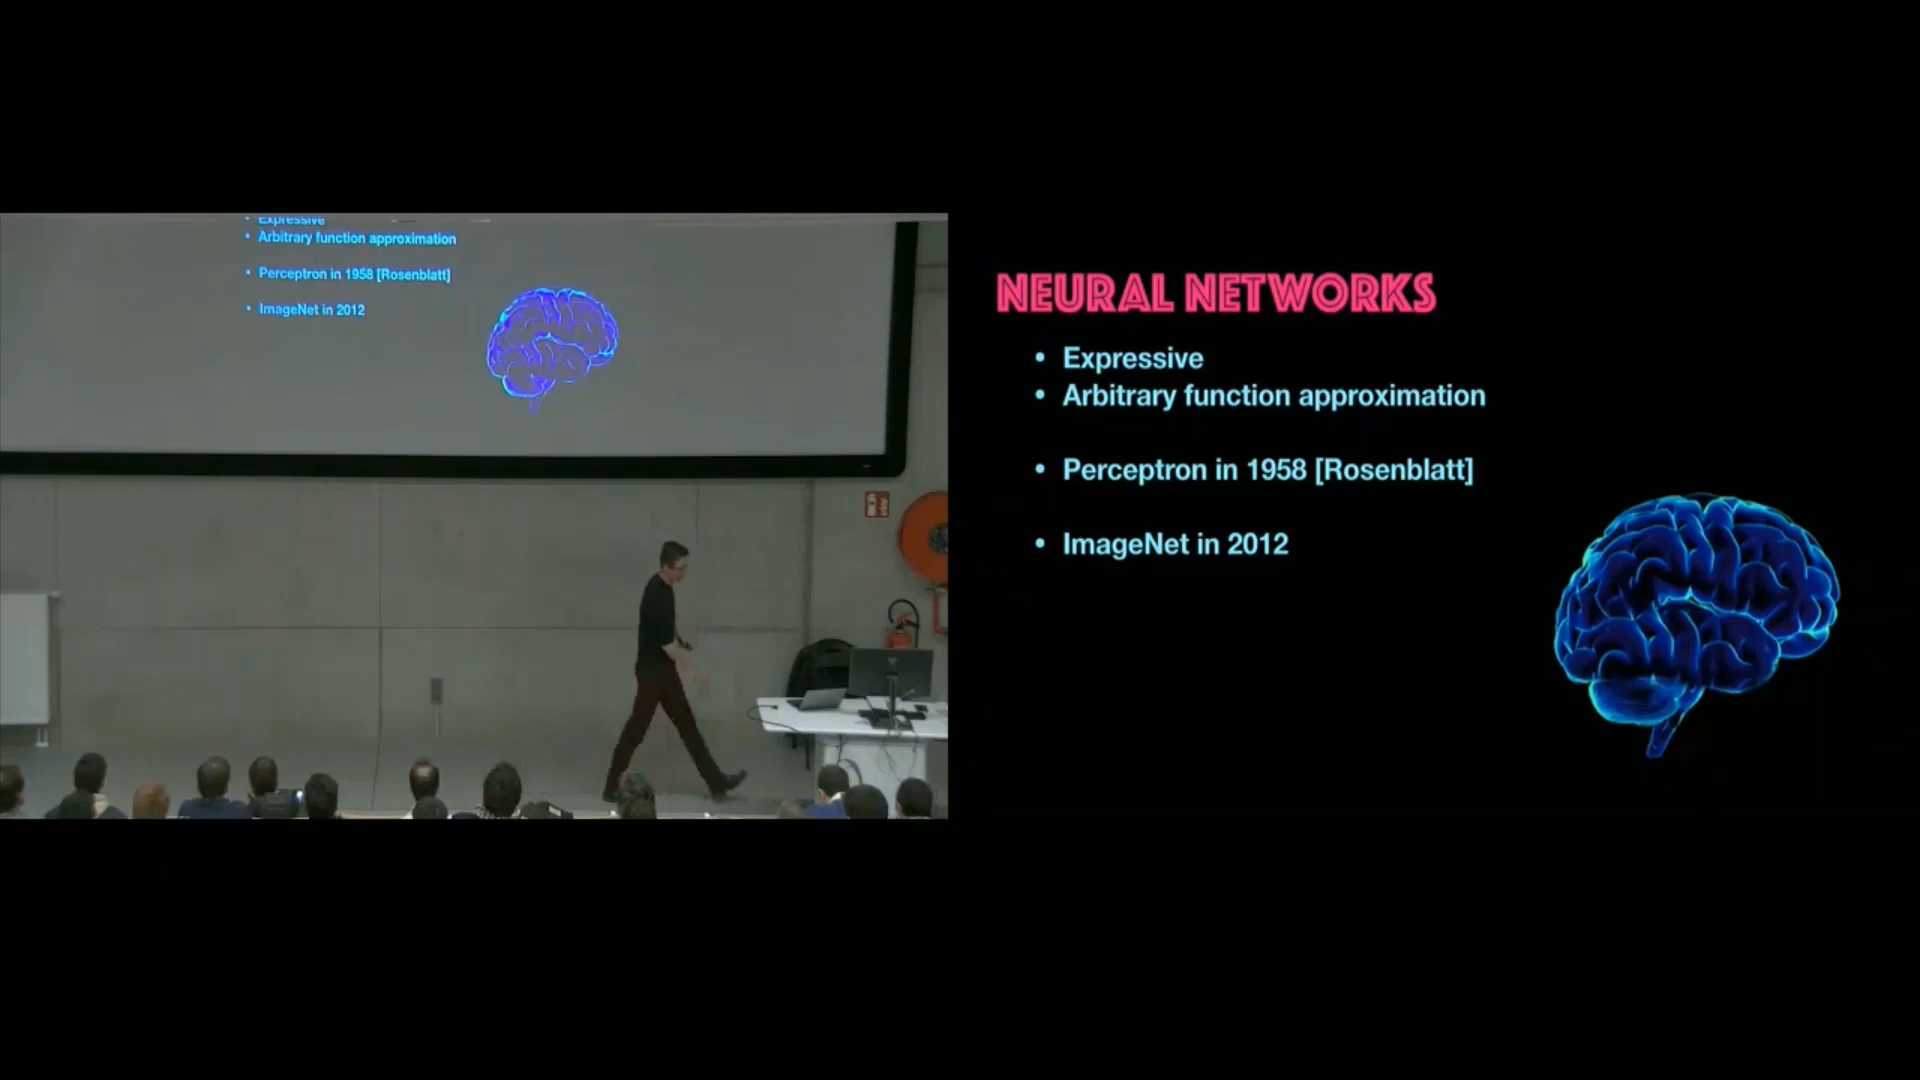 Expressive
Arbitrary function approximation
Perceptron in 1958 [Rosenblatt]
ImageNet in 2012
NEURAL NETWORKS
• Expressive
• Arbitrary function approximation
• Perceptron in 1958 [Rosenblatt]
• ImageNet in 2012